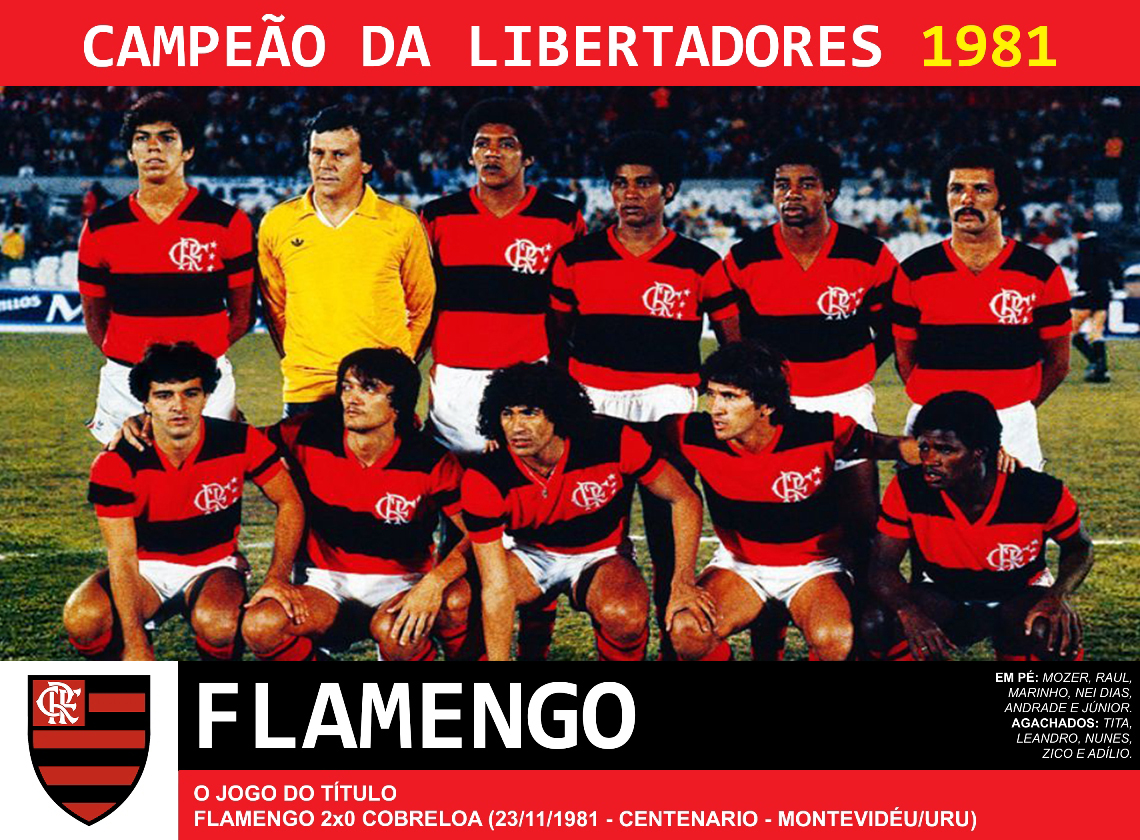 CAMPEÃO DA LIBERTADORES 1981
FLAMENGO
EM PÉ: MOZER, RAUL,
MARINHO, NEI DIAS,
ANDRADE E JÚNIOR.
AGACHADOS: TITA,
LEANDRO, NUNES,
ZICO E ADÍLIO.
O JOGO DO TÍTULO
FLAMENGO 2x0 COBRELOA (23/11/1981 - CENTENARIO - MONTEVIDÉU/URU)